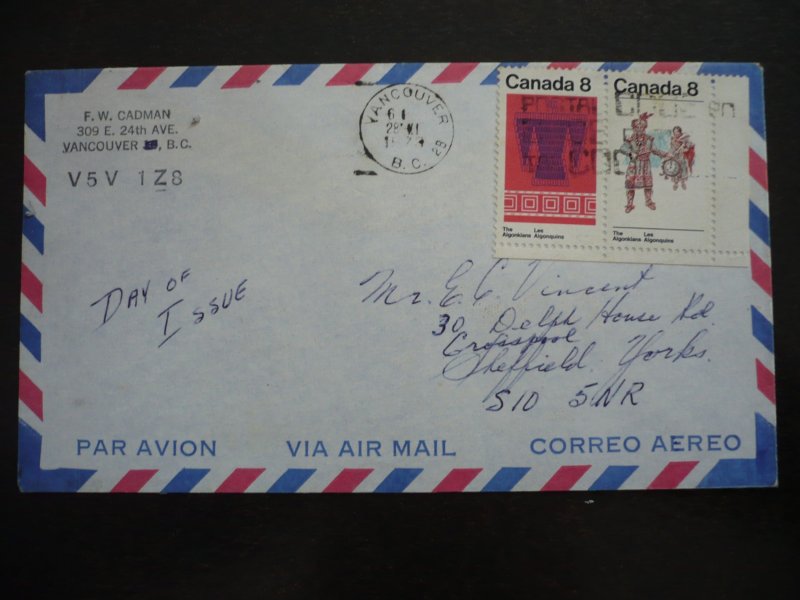 F. W. CADMAN
309 E. 24th AVE.
VANCOUVER, B.C.
V5V 1Z8
VANCOUVER
B.C.
Canada 8
The Les
Algonkians Algonquins
Canada 8
The Les
Algonkians Algonquins
POSTAL CODE
DAY OF
ISSUE
Mr. E. C. Vincent
30 Delph House Rd.
Crosspool
Sheffield. Yorks.
S10 5NR
PAR AVION VIA AIR MAIL CORREO AEREO